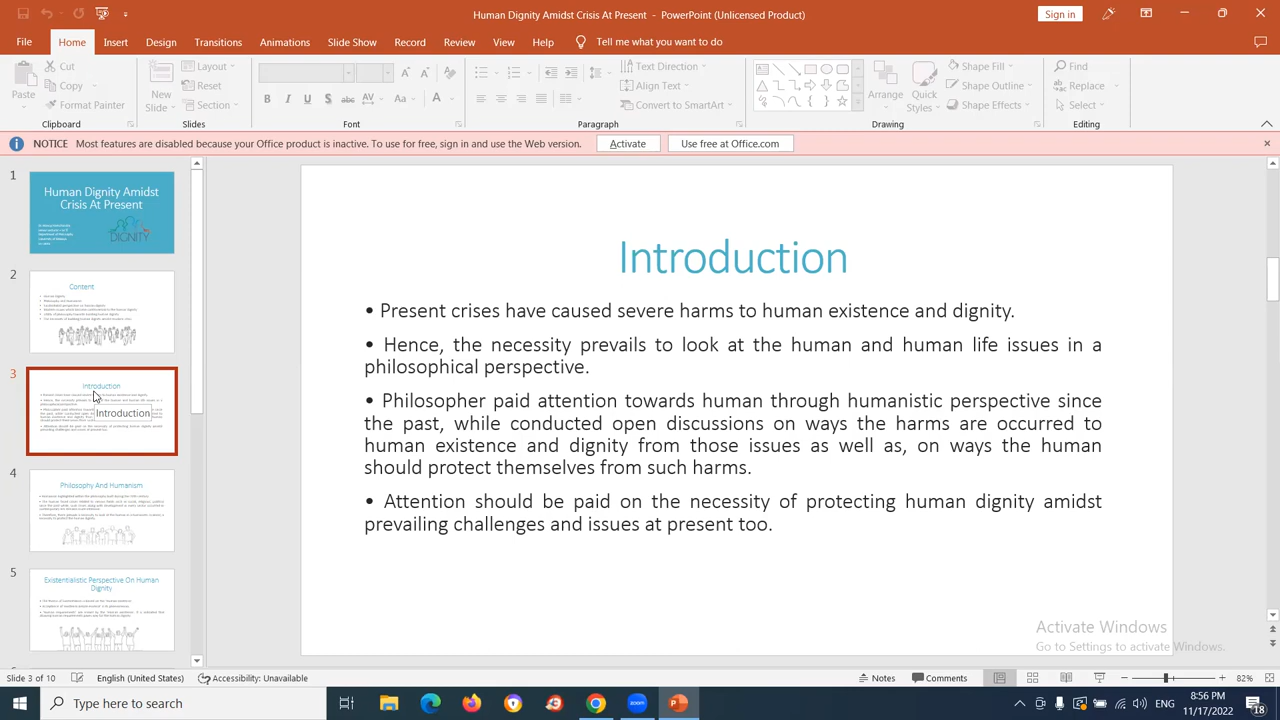 Human Dignity Amidst Crisis At Present - PowerPoint (Unlicensed Product)
Sign in
File Home Insert Design Transitions Animations Slide Show Record Review View Help Tell me what you want to do
Paste
Cut
Copy
Format Painter
Clipboard
New Slide
Layout
Reset
Section
Slides
B I U S abc AV Aa A
Font
Text Direction
Align Text
Convert to SmartArt
Paragraph
Arrange
Quick Styles
Shape Fill
Shape Outline
Shape Effects
Drawing
Find
Replace
Select
Editing
NOTICE Most features are disabled because your Office product is inactive. To use for free, sign in and use the Web version. Activate Use free at Office.com
1
Human Dignity Amidst
Crisis At Present
DIGNITY
2
Content
3
Introduction
Introduction
4
Philosophy And Humanism
5
Existentialistic Perspective On Human
Dignity
Introduction
• Present crises have caused severe harms to human existence and dignity.
• Hence, the necessity prevails to look at the human and human life issues in a
philosophical perspective.
• Philosopher paid attention towards human through humanistic perspective since
the past, while conducted open discussions on ways the harms are occurred to
human existence and dignity from those issues as well as, on ways the human
should protect themselves from such harms.
• Attention should be paid on the necessity of protecting human dignity amidst
prevailing challenges and issues at present too.
Activate Windows
Go to Settings to activate Windows.
Slide 3 of 10 English (United States) Accessibility: Unavailable Notes Comments 82%
Type here to search
zoom
ENG
8:56 PM
11/17/2022
18